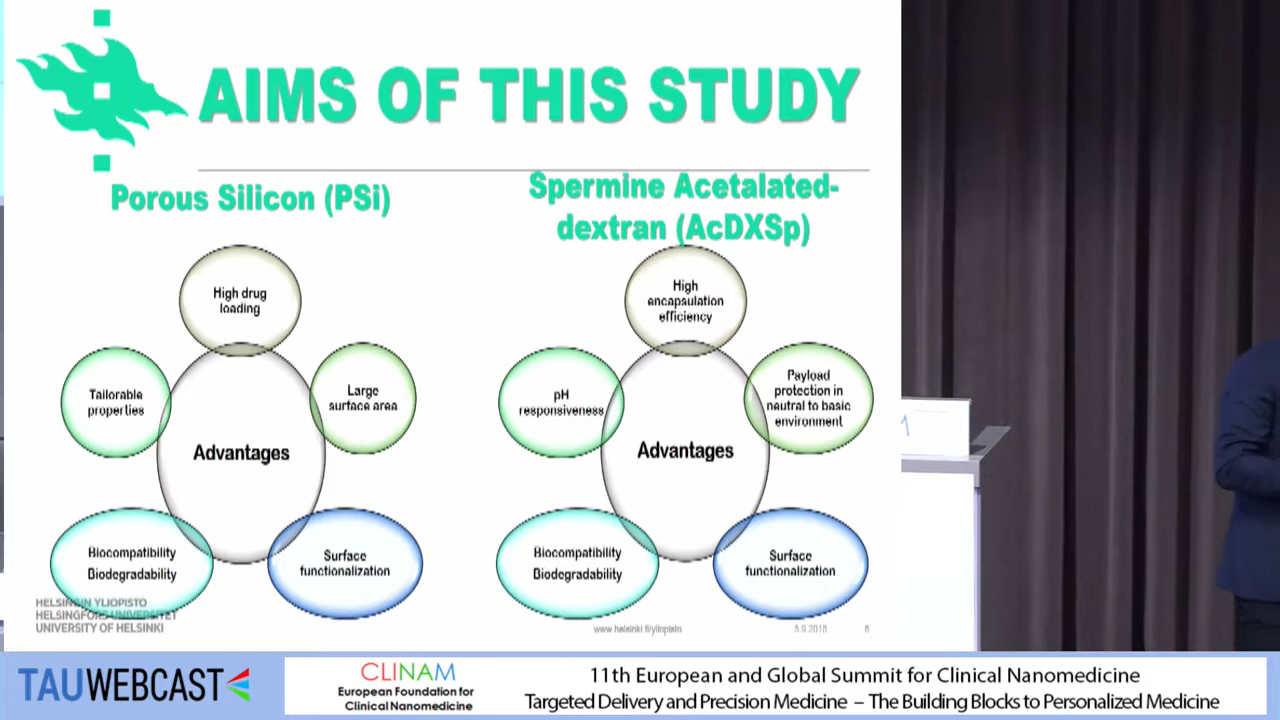 AIMS OF THIS STUDY
Porous Silicon (PSi)
High drug
loading
Tailorable
properties
Large
surface area
Advantages
Biocompatibility
Biodegradability
Surface
functionalization
Spermine Acetalated-
dextran (AcDXSp)
High
encapsulation
efficiency
pH
responsiveness
Payload
protection in
neutral to basic
environment
Advantages
Biocompatibility
Biodegradability
Surface
functionalization
HELSINGIN YLIOPISTO
HELSINGFORS UNIVERSITET
UNIVERSITY OF HELSINKI
www.helsinki.fi/yliopisto
5.9.2018
6
TAUWEBCAST
CLINAM
European Foundation for
Clinical Nanomedicine
11th European and Global Summit for Clinical Nanomedicine
Targeted Delivery and Precision Medicine – The Building Blocks to Personalized Medicine